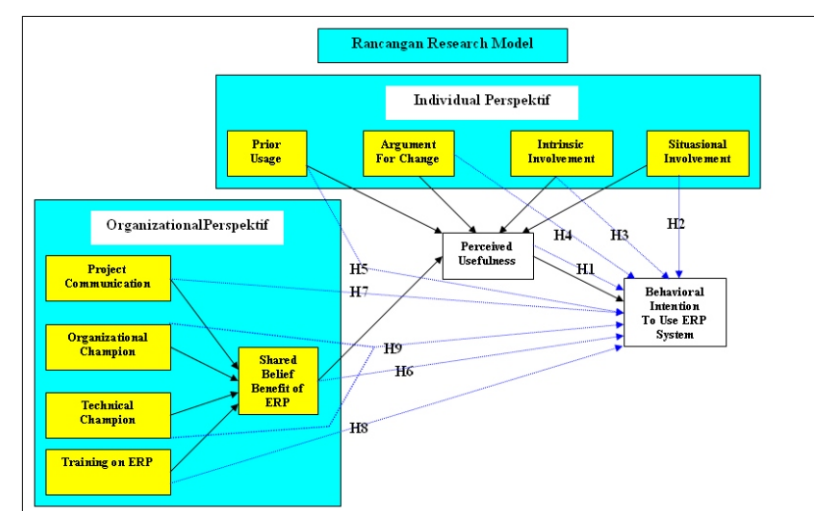 Rancangan Research Model
Individual Perspektif
Prior
Usage
Argument
For Change
Intrinsic
Involvement
Situasional
Involvement
OrganizationalPerspektif
Project
Communication
Organizational
Champion
Technical
Champion
Training on ERP
Shared
Belief
Benefit of
ERP
Perceived
Usefulness
Behavioral
Intention
To Use ERP
System
H4
H3
H2
H5
H1
H7
H9
H6
H8